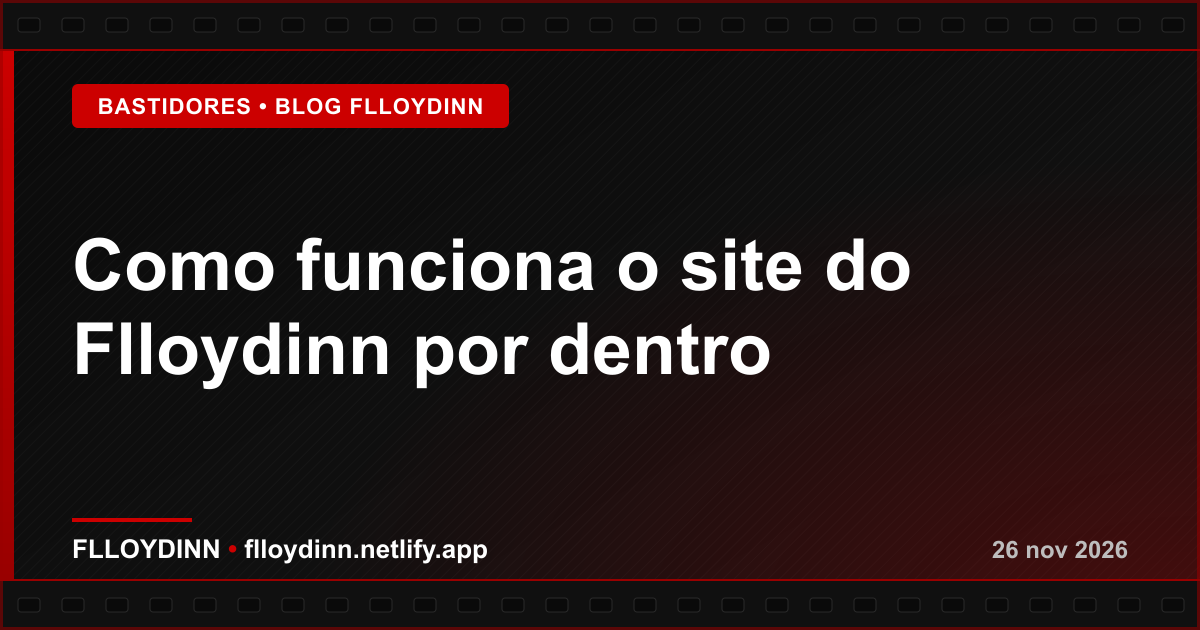 BASTIDORES • BLOG FLLOYDINN
Como funciona o site do
Flloydinn por dentro
FLLOYDINN • flloydinn.netlify.app
26 nov 2026